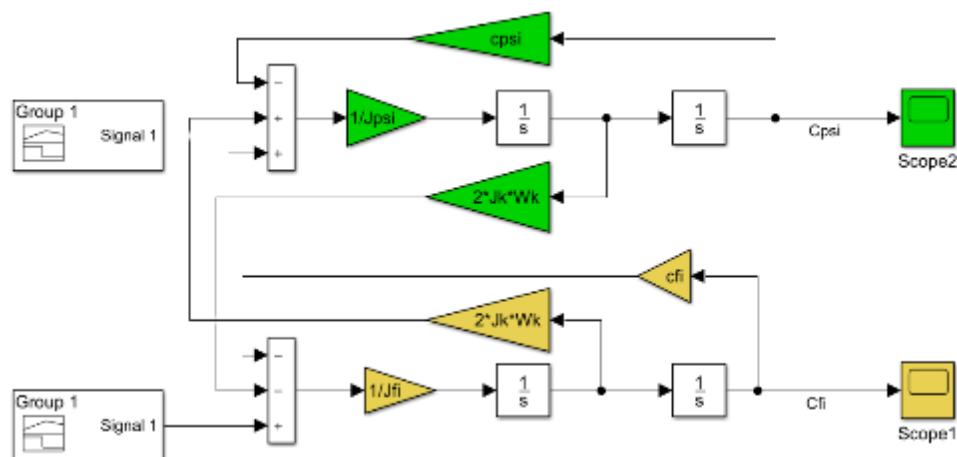 cpsi
Group 1
Signal 1
−
+
+
1/Jpsi
1
s
1
s
Cpsi
Scope2
2*Jk*Wk
cfi
2*Jk*Wk
Group 1
Signal 1
−
−
+
1/Jfi
1
s
1
s
Cfi
Scope1